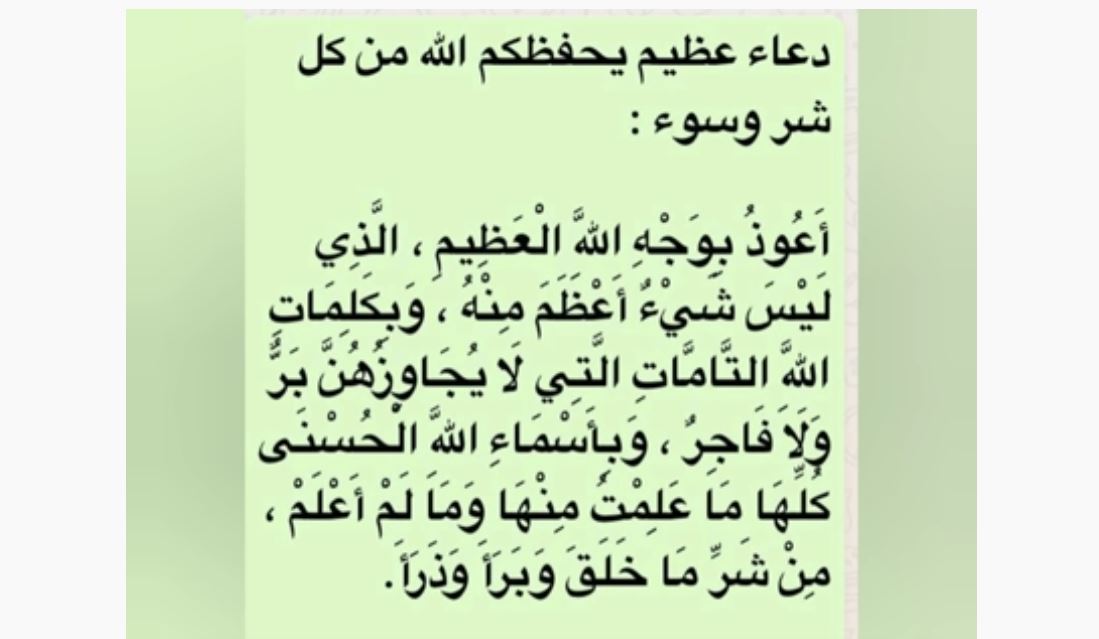 دعاء عظيم يحفظكم الله من كل
شر وسوء :
أَعُوذُ بِوَجْهِ اللَّهِ الْعَظِيمِ ، الَّذِي
لَيْسَ شَيْءٌ أَعْظَمَ مِنْهُ ، وَبِكَلِمَاتِ
اللَّهِ التَّامَّاتِ الَّتِي لَا يُجَاوِزُهُنَّ بَرٌّ
وَلَا فَاجِرٌ ، وَبِأَسْمَاءِ اللَّهِ الْحُسْنَى
كُلِّهَا مَا عَلِمْتُ مِنْهَا وَمَا لَمْ أَعْلَمْ ،
مِنْ شَرِّ مَا خَلَقَ وَبَرَأَ وَذَرَأَ.